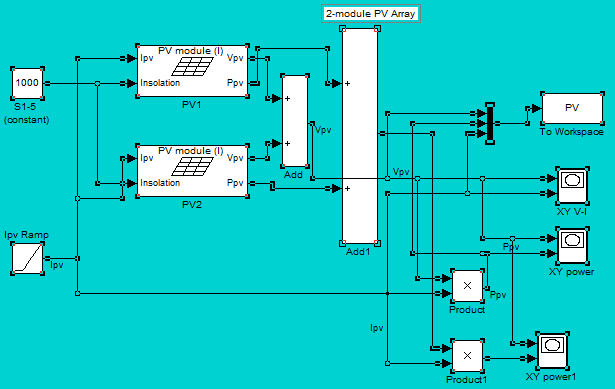 2-module PV Array
1000
S1-5
(constant)
Ipv
PV module (I)
Vpv
Insolation
Ppv
PV1
+
+
Add
Vpv
Ipv
PV module (I)
Vpv
Insolation
Ppv
PV2
+
+
Add1
PV
To Workspace
Vpv
XY V-I
Ipv Ramp
Ipv
Ppv
XY power
×
Product
Ppv
Ipv
×
Product1
XY power1